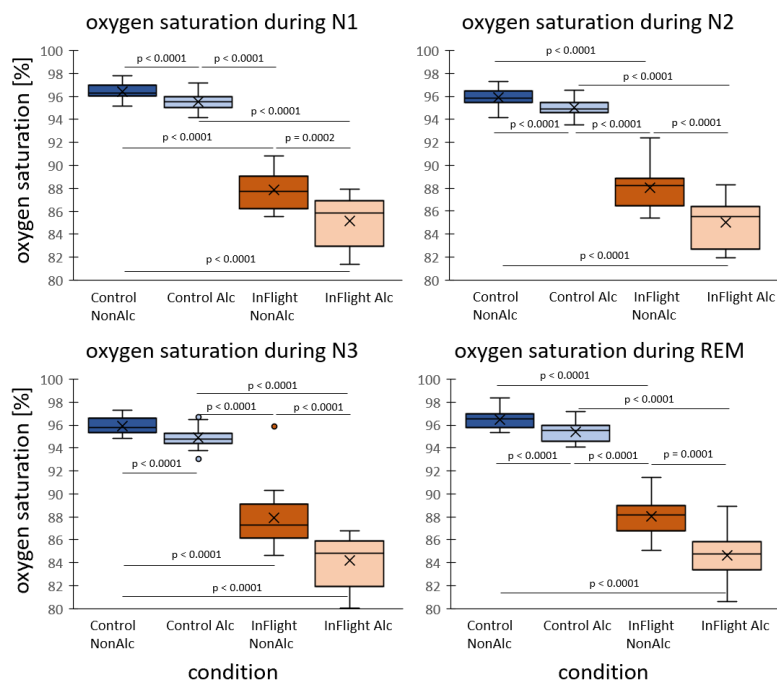 oxygen saturation during N1
oxygen saturation [%]
100
98
96
94
92
90
88
86
84
82
80
p < 0.0001 p < 0.0001
p < 0.0001
p < 0.0001 p = 0.0002
p < 0.0001
Control NonAlc
Control Alc
InFlight NonAlc
InFlight Alc
oxygen saturation during N2
100
98
96
94
92
90
88
86
84
82
80
p < 0.0001
p < 0.0001
p < 0.0001 p < 0.0001 p < 0.0001
p < 0.0001
Control NonAlc
Control Alc
InFlight NonAlc
InFlight Alc
oxygen saturation during N3
oxygen saturation [%]
100
98
96
94
92
90
88
86
84
82
80
p < 0.0001
p < 0.0001 p < 0.0001
p < 0.0001
p < 0.0001
p < 0.0001
Control NonAlc
Control Alc
InFlight NonAlc
InFlight Alc
condition
oxygen saturation during REM
100
98
96
94
92
90
88
86
84
82
80
p < 0.0001
p < 0.0001
p < 0.0001 p < 0.0001 p = 0.0001
p < 0.0001
Control NonAlc
Control Alc
InFlight NonAlc
InFlight Alc
condition